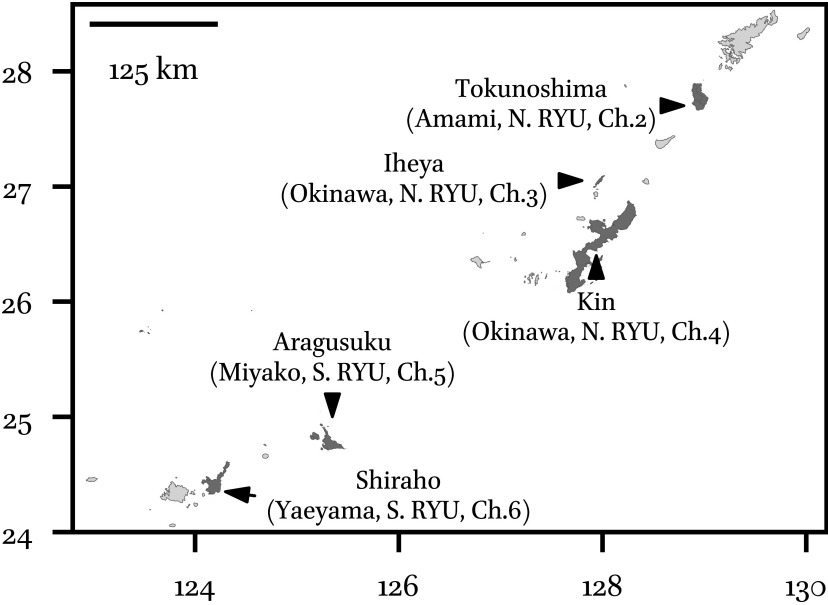 125 km
28
Tokunoshima
(Amami, N. RYU, Ch.2)
Iheya
27
(Okinawa, N. RYU, Ch.3)
26
Kin
(Okinawa, N. RYU, Ch.4)
Aragusuku
(Miyako, S. RYU, Ch.5)
25
Shiraho
(Yaeyama, S. RYU, Ch.6)
24
124
126
128
130